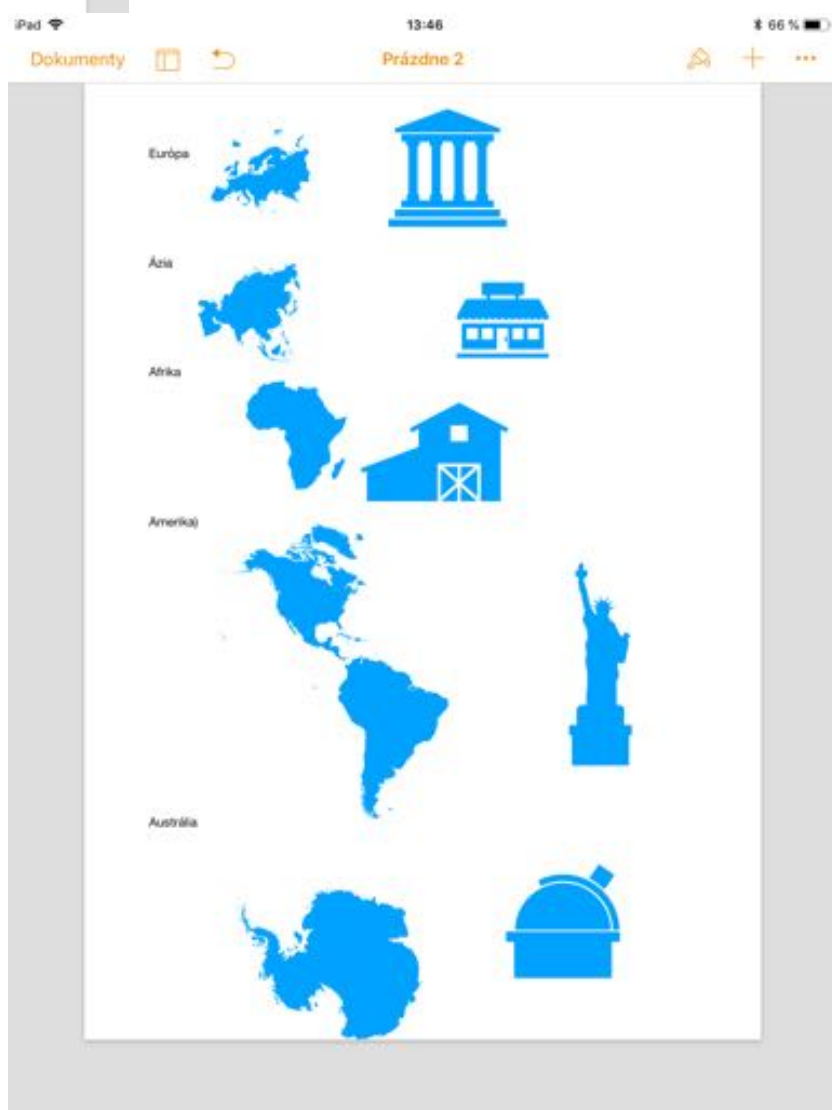 iPad 13:46 66 %
Dokumenty Prázdne 2
Európa
Ázia
Afrika
Amerika)
Austrália